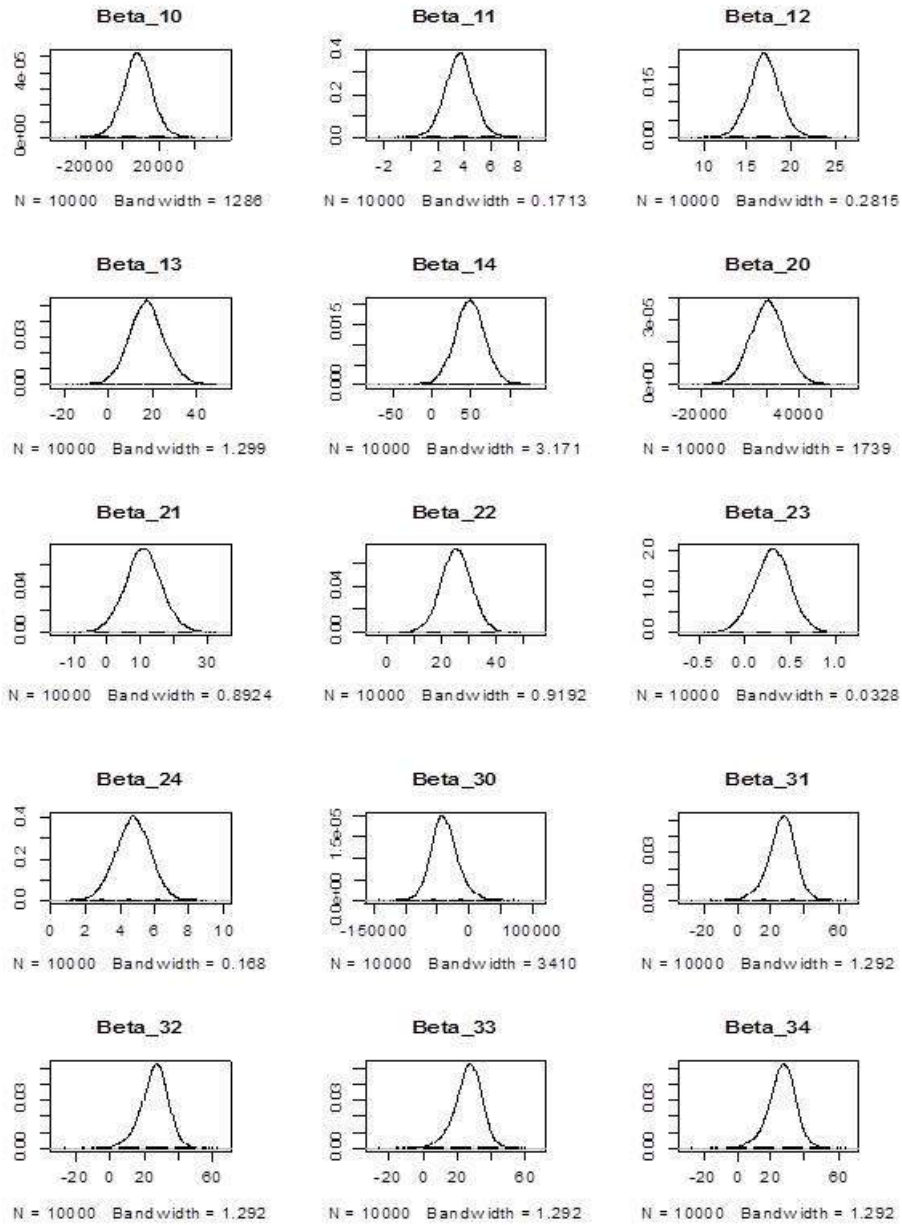 Beta_10 Beta_11 Beta_12
0e+00 4e-05 0.0 0.2 0.4 0.00 0.15
-20000 20000 -2 2 4 6 8 10 15 20 25
N = 10000 Bandwidth = 1286 N = 10000 Bandwidth = 0.1713 N = 10000 Bandwidth = 0.2815
Beta_13 Beta_14 Beta_20
0.00 0.03 0.000 0.015 0e+00 3e-05
-20 0 20 40 -50 0 50 -20000 40000
N = 10000 Bandwidth = 1.299 N = 10000 Bandwidth = 3.171 N = 10000 Bandwidth = 1739
Beta_21 Beta_22 Beta_23
0.00 0.04 0.00 0.04 0.0 1.0 2.0
-10 0 10 30 0 20 40 -0.5 0.0 0.5 1.0
N = 10000 Bandwidth = 0.8924 N = 10000 Bandwidth = 0.9192 N = 10000 Bandwidth = 0.0328
Beta_24 Beta_30 Beta_31
0.0 0.2 0.4 0.0e+00 1.5e-05 0.00 0.03
0 2 4 6 8 10 -150000 0 100000 -20 0 20 60
N = 10000 Bandwidth = 0.168 N = 10000 Bandwidth = 3410 N = 10000 Bandwidth = 1.292
Beta_32 Beta_33 Beta_34
0.00 0.03 0.00 0.03 0.00 0.03
-20 0 20 60 -20 0 20 60 -20 0 20 60
N = 10000 Bandwidth = 1.292 N = 10000 Bandwidth = 1.292 N = 10000 Bandwidth = 1.292